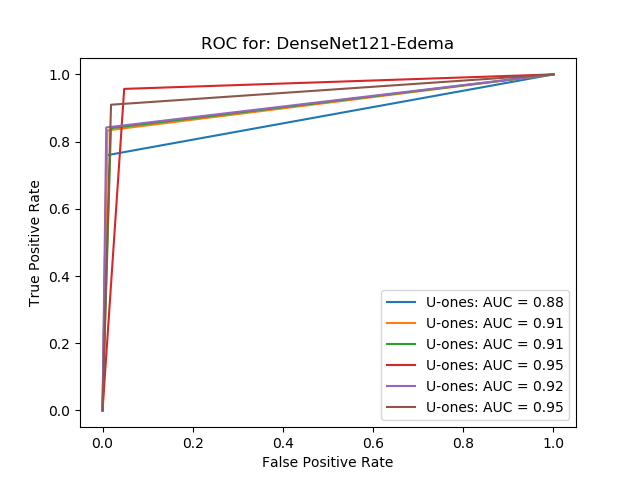 ROC for: DenseNet121-Edema
1.0
0.8
0.6
0.4
0.2
0.0
True Positive Rate
U-ones: AUC = 0.88
U-ones: AUC = 0.91
U-ones: AUC = 0.91
U-ones: AUC = 0.95
U-ones: AUC = 0.92
U-ones: AUC = 0.95
0.0 0.2 0.4 0.6 0.8 1.0
False Positive Rate